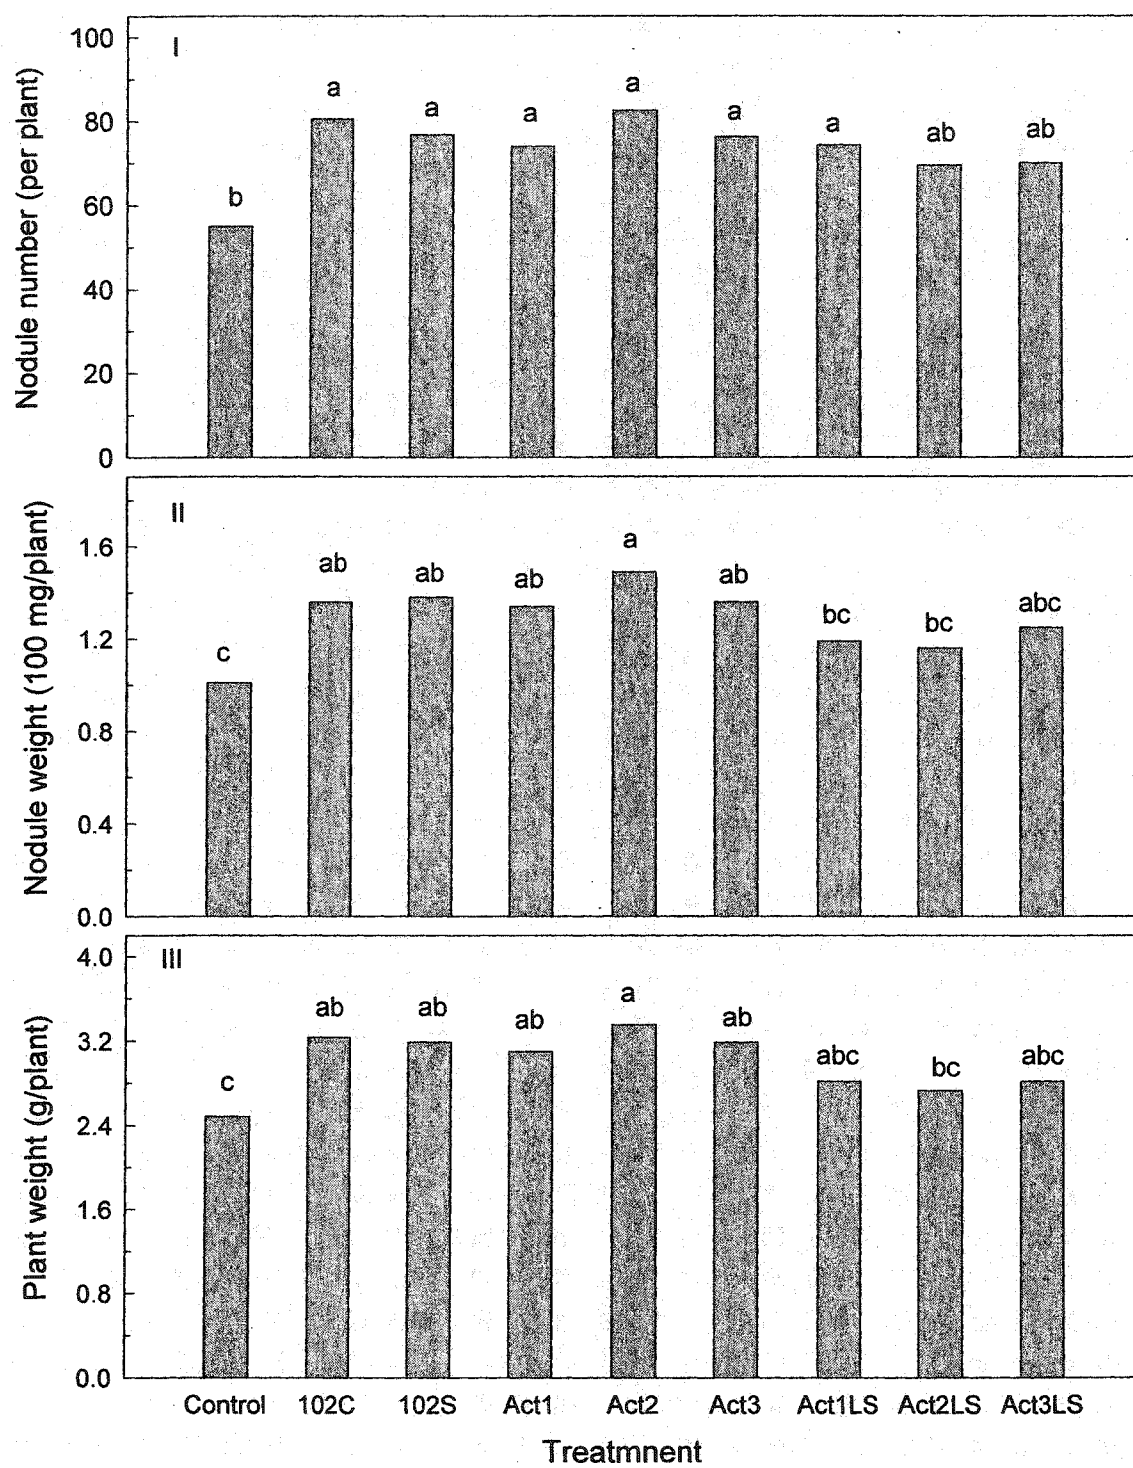 I
Nodule number (per plant)
100
80
60
40
20
0
b
a
a
a
a
a
a
ab
ab
II
Nodule weight (100 mg/plant)
1.6
1.2
0.8
0.4
0.0
c
ab
ab
ab
a
ab
bc
bc
abc
III
Plant weight (g/plant)
4.0
3.2
2.4
1.6
0.8
0.0
c
ab
ab
ab
a
ab
abc
bc
abc
Control 102C 102S Act1 Act2 Act3 Act1LS Act2LS Act3LS
Treatmnent